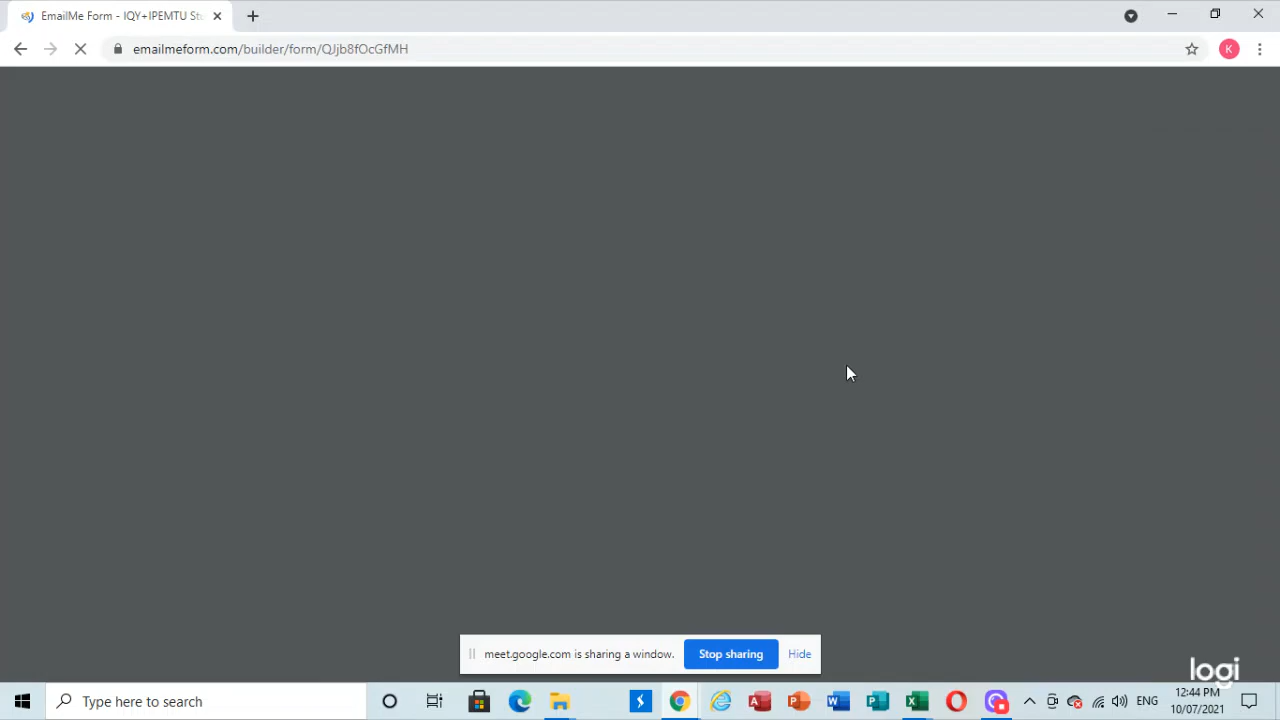 EmailMe Form - IQY+IPEMTU St
emailmeform.com/builder/form/QJjb8fOcGfMH
K
meet.google.com is sharing a window.
Stop sharing
Hide
logi
Type here to search
ENG
12:44 PM
10/07/2021